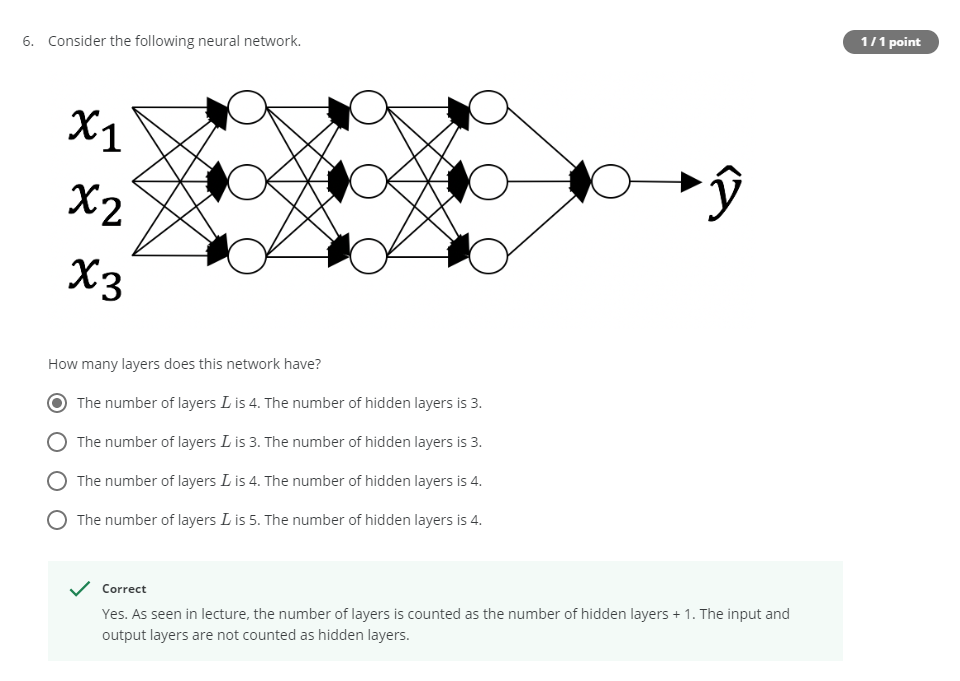 6. Consider the following neural network.
1 / 1 point
x₁
x₂
x₃
ŷ
How many layers does this network have?
The number of layers L is 4. The number of hidden layers is 3.
The number of layers L is 3. The number of hidden layers is 3.
The number of layers L is 4. The number of hidden layers is 4.
The number of layers L is 5. The number of hidden layers is 4.
Correct
Yes. As seen in lecture, the number of layers is counted as the number of hidden layers + 1. The input and
output layers are not counted as hidden layers.